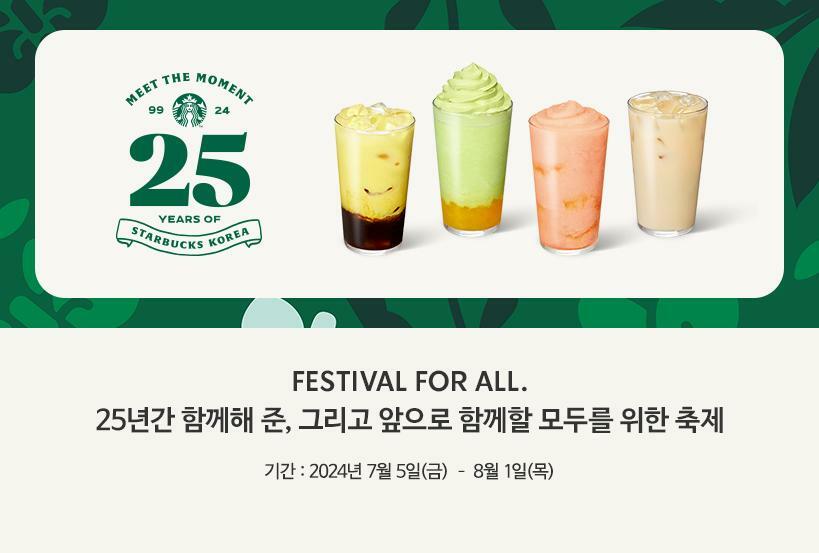 MEET THE MOMENT
99 24
25
YEARS OF
STARBUCKS KOREA
FESTIVAL FOR ALL.
25년간 함께해 준, 그리고 앞으로 함께할 모두를 위한 축제
기간 : 2024년 7월 5일(금) - 8월 1일(목)